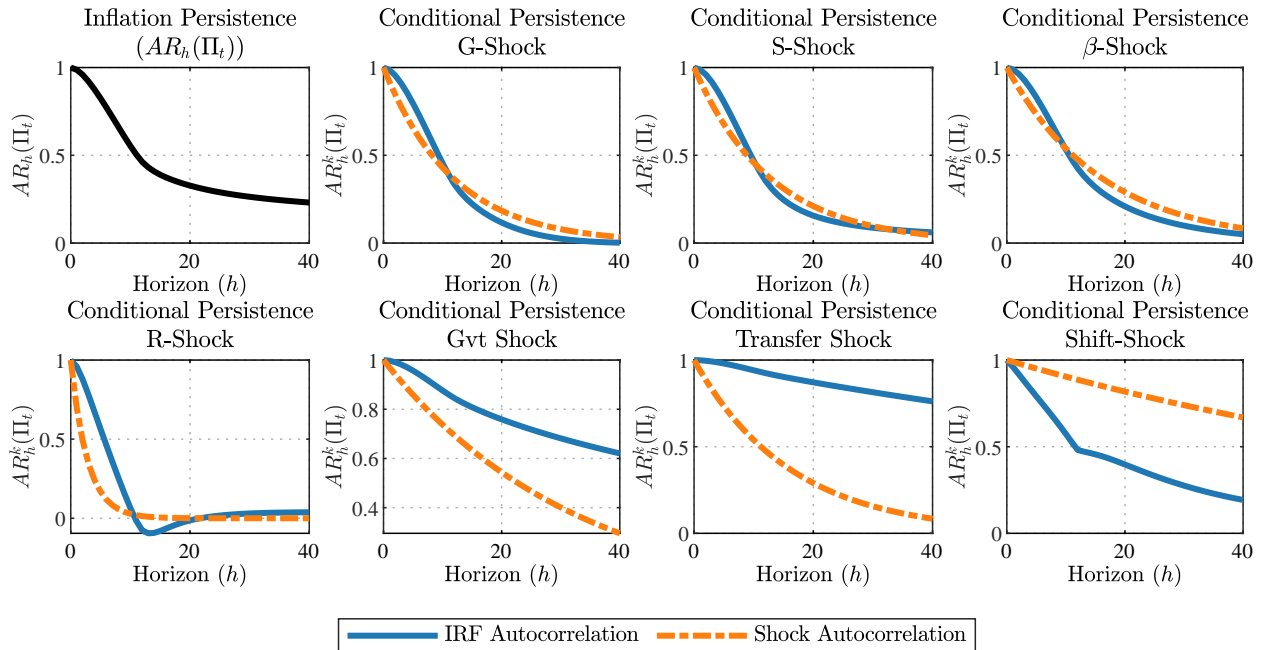 Inflation Persistence
(AR_h(Π_t))
AR_h(Π_t)
1
0.5
0
0
20
40
Horizon (h)
Conditional Persistence
G-Shock
AR_h^k(Π_t)
1
0.5
0
0
20
40
Horizon (h)
Conditional Persistence
S-Shock
AR_h^k(Π_t)
1
0.5
0
0
20
40
Horizon (h)
Conditional Persistence
β-Shock
AR_h^k(Π_t)
1
0.5
0
0
20
40
Horizon (h)
Conditional Persistence
R-Shock
AR_h^k(Π_t)
1
0.5
0
0
20
40
Horizon (h)
Conditional Persistence
Gvt Shock
AR_h^k(Π_t)
1
0.8
0.6
0.4
0
20
40
Horizon (h)
Conditional Persistence
Transfer Shock
AR_h^k(Π_t)
1
0.5
0
0
20
40
Horizon (h)
Conditional Persistence
Shift-Shock
AR_h^k(Π_t)
1
0.5
0
0
20
40
Horizon (h)
IRF Autocorrelation
Shock Autocorrelation